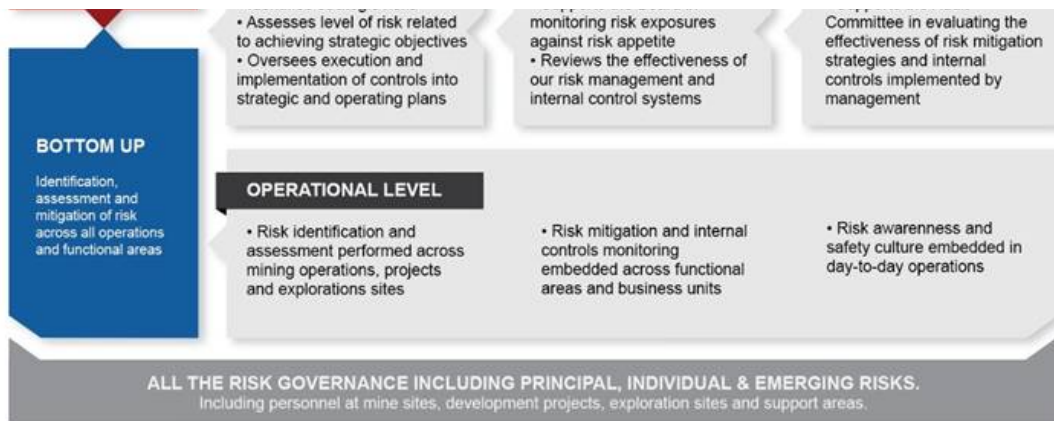 • Assesses level of risk related
to achieving strategic objectives
• Oversees execution and
implementation of controls into
strategic and operating plans
monitoring risk exposures
against risk appetite
• Reviews the effectiveness of
our risk management and
internal control systems
Committee in evaluating the
effectiveness of risk mitigation
strategies and internal
controls implemented by
management
BOTTOM UP
Identification,
assessment and
mitigation of risk
across all operations
and functional areas
OPERATIONAL LEVEL
• Risk identification and
assessment performed across
mining operations, projects
and explorations sites
• Risk mitigation and internal
controls monitoring
embedded across functional
areas and business units
• Risk awareness and
safety culture embedded in
day-to-day operations
ALL THE RISK GOVERNANCE INCLUDING PRINCIPAL, INDIVIDUAL & EMERGING RISKS.
Including personnel at mine sites, development projects, exploration sites and support areas.